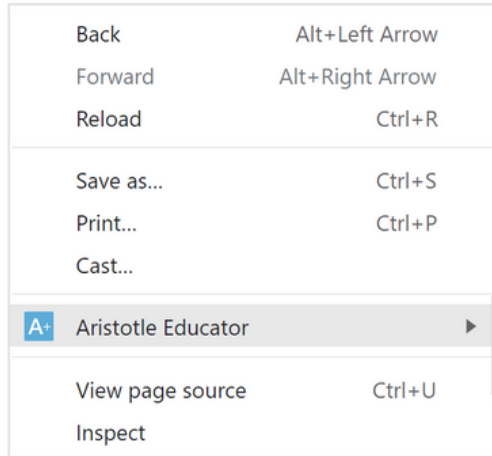 Back Alt+Left Arrow
Forward Alt+Right Arrow
Reload Ctrl+R
Save as... Ctrl+S
Print... Ctrl+P
Cast...
A+ Aristotle Educator
View page source Ctrl+U
Inspect